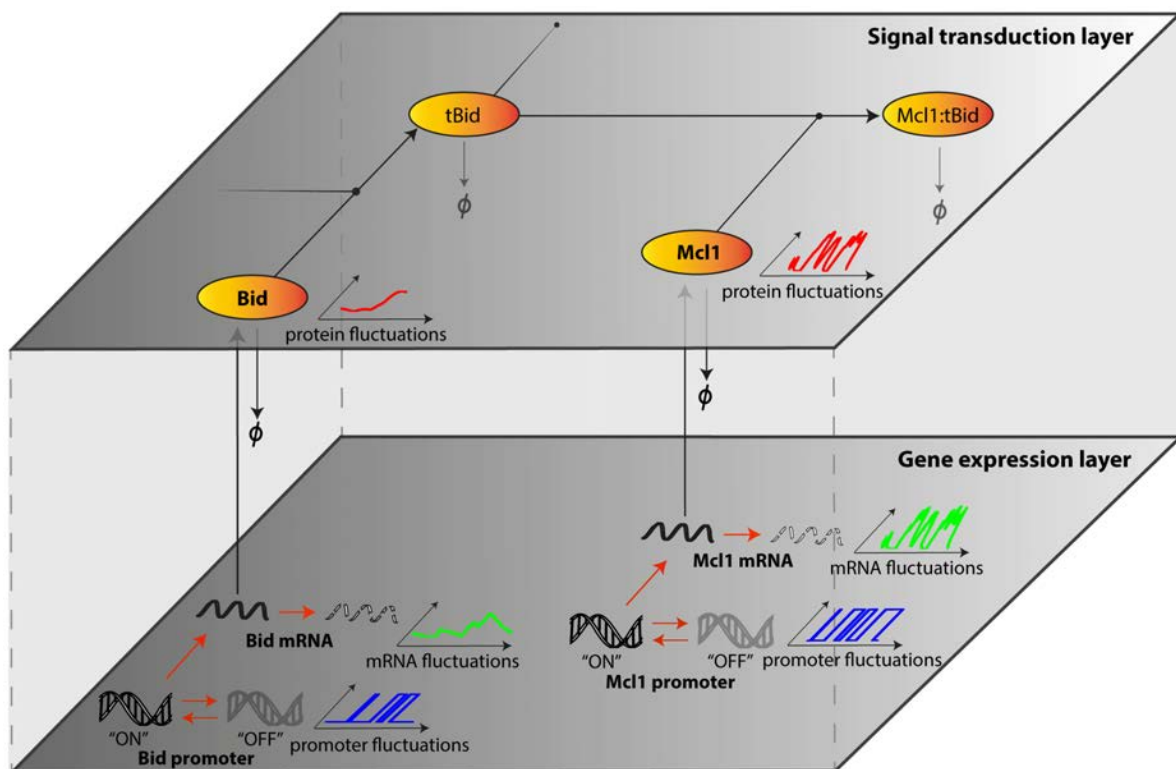 Signal transduction layer
tBid
Mcl1:tBid
ϕ
ϕ
Mcl1
protein fluctuations
Bid
protein fluctuations
ϕ
ϕ
Gene expression layer
Mcl1 mRNA
mRNA fluctuations
Bid mRNA
mRNA fluctuations
“ON”
“OFF”
promoter fluctuations
Mcl1 promoter
“ON”
“OFF”
promoter fluctuations
Bid promoter